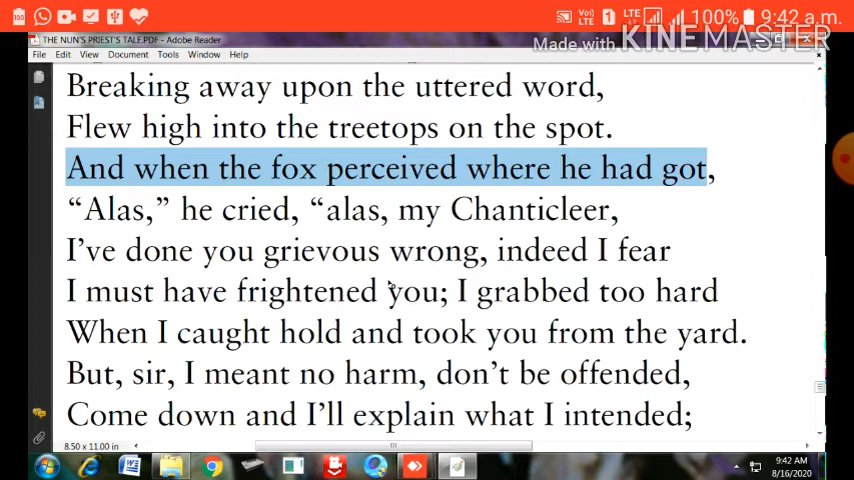 100 Vo) LTE 1 LTE 100% 9:42 a.m.
THE NUN'S PRIEST'S TALE.PDF - Adobe Reader
Made with KINEMASTER
File Edit View Document Tools Window Help
Breaking away upon the uttered word,
Flew high into the treetops on the spot.
And when the fox perceived where he had got,
“Alas,” he cried, “alas, my Chanticleer,
I’ve done you grievous wrong, indeed I fear
I must have frightened you; I grabbed too hard
When I caught hold and took you from the yard.
But, sir, I meant no harm, don’t be offended,
Come down and I’ll explain what I intended;
8.50 x 11.00 in
9:42 AM
8/16/2020